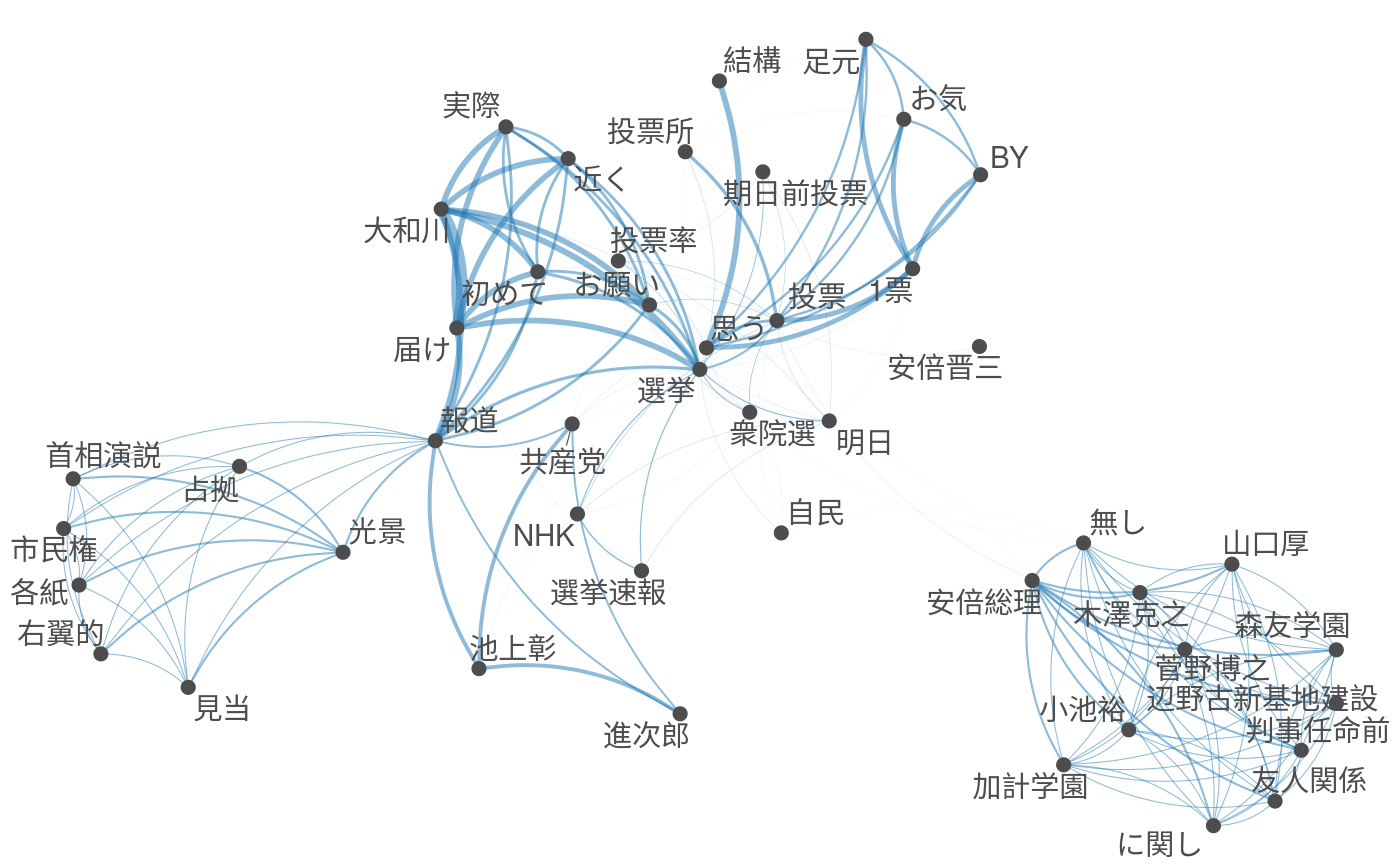 結構
足元
お気
実際
投票所
BY
近く
期日前投票
大和川
投票率
お願い
初めて
投票
1票
思う
届け
安倍晋三
選挙
報道
衆院選
明日
首相演説
共産党
占拠
自民
光景
NHK
無し
市民権
山口厚
各紙
選挙速報
安倍総理
木澤克之
右翼的
森友学園
池上彰
菅野博之
見当
小池裕
辺野古新基地建設
進次郎
判事任命前
加計学園
友人関係
に関し